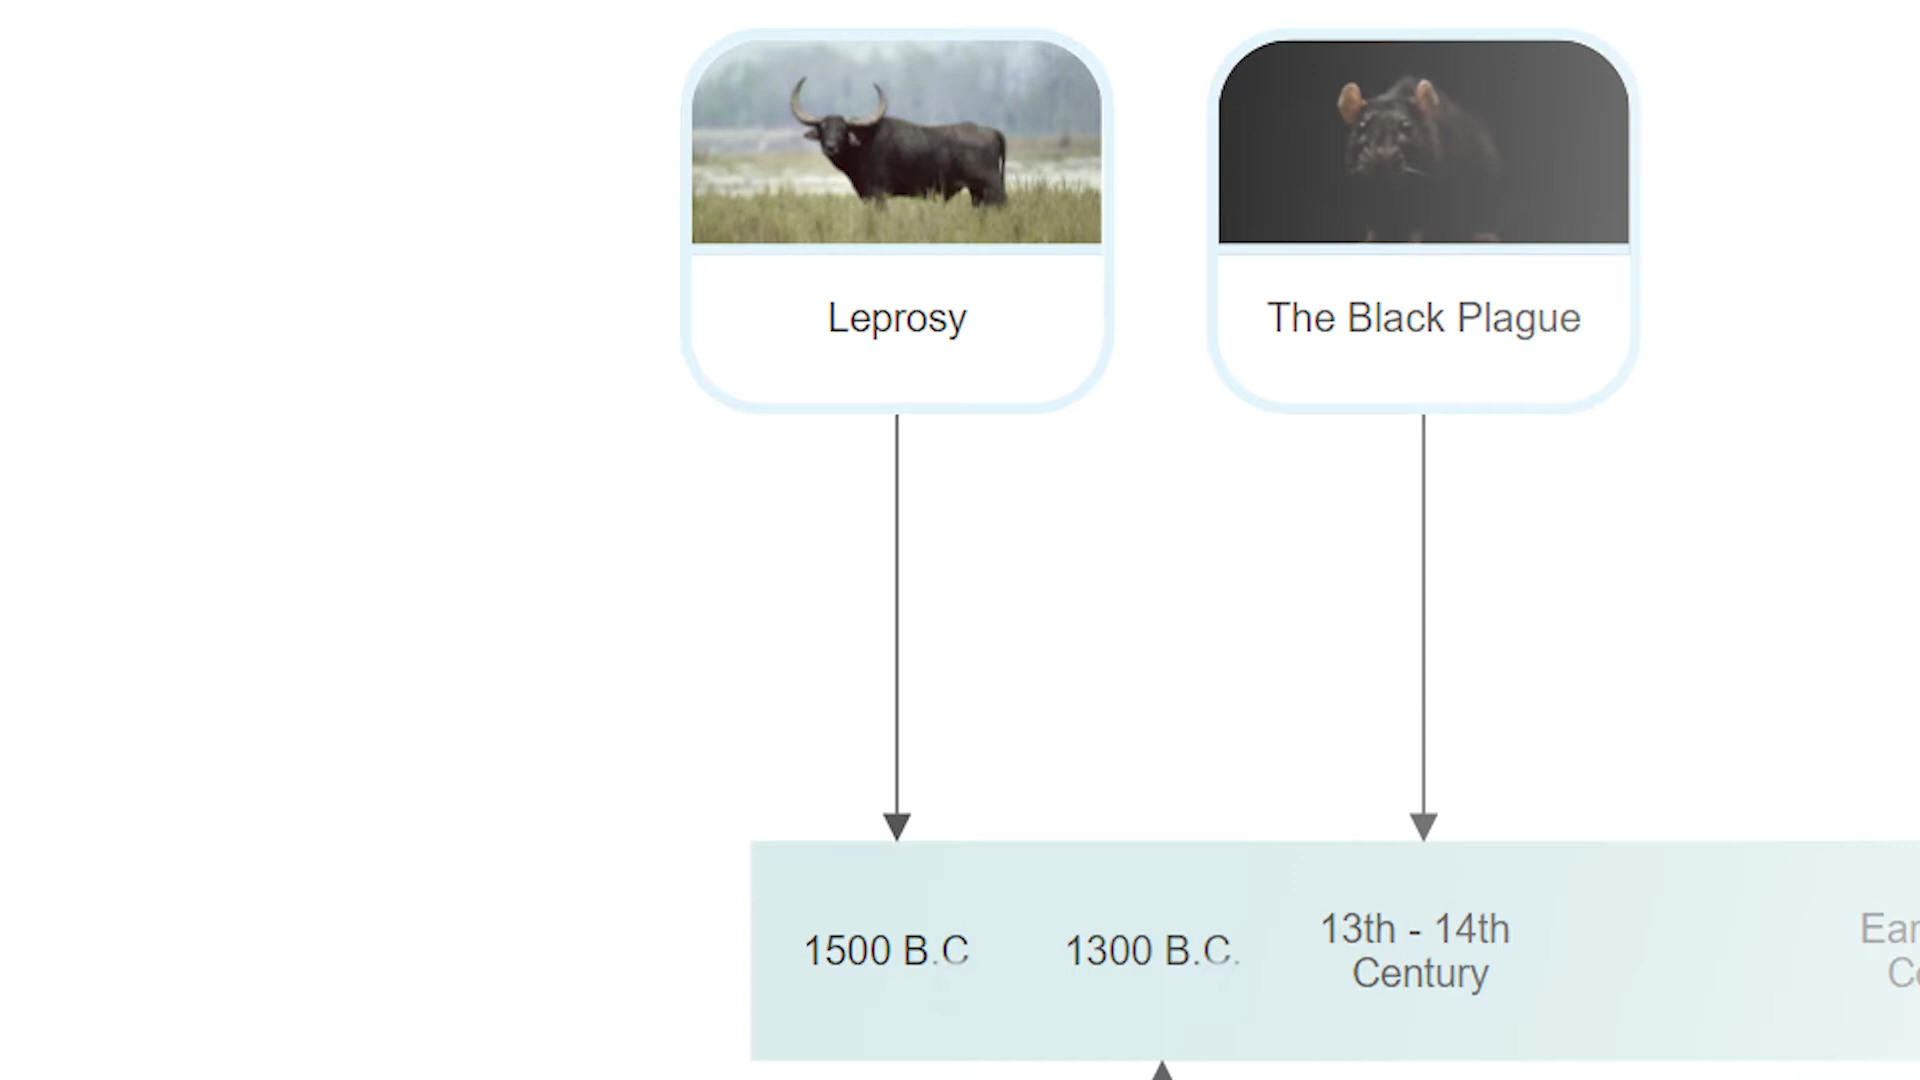 Leprosy
The Black Plague
1500 B.C
1300 B.C.
13th - 14th
Century